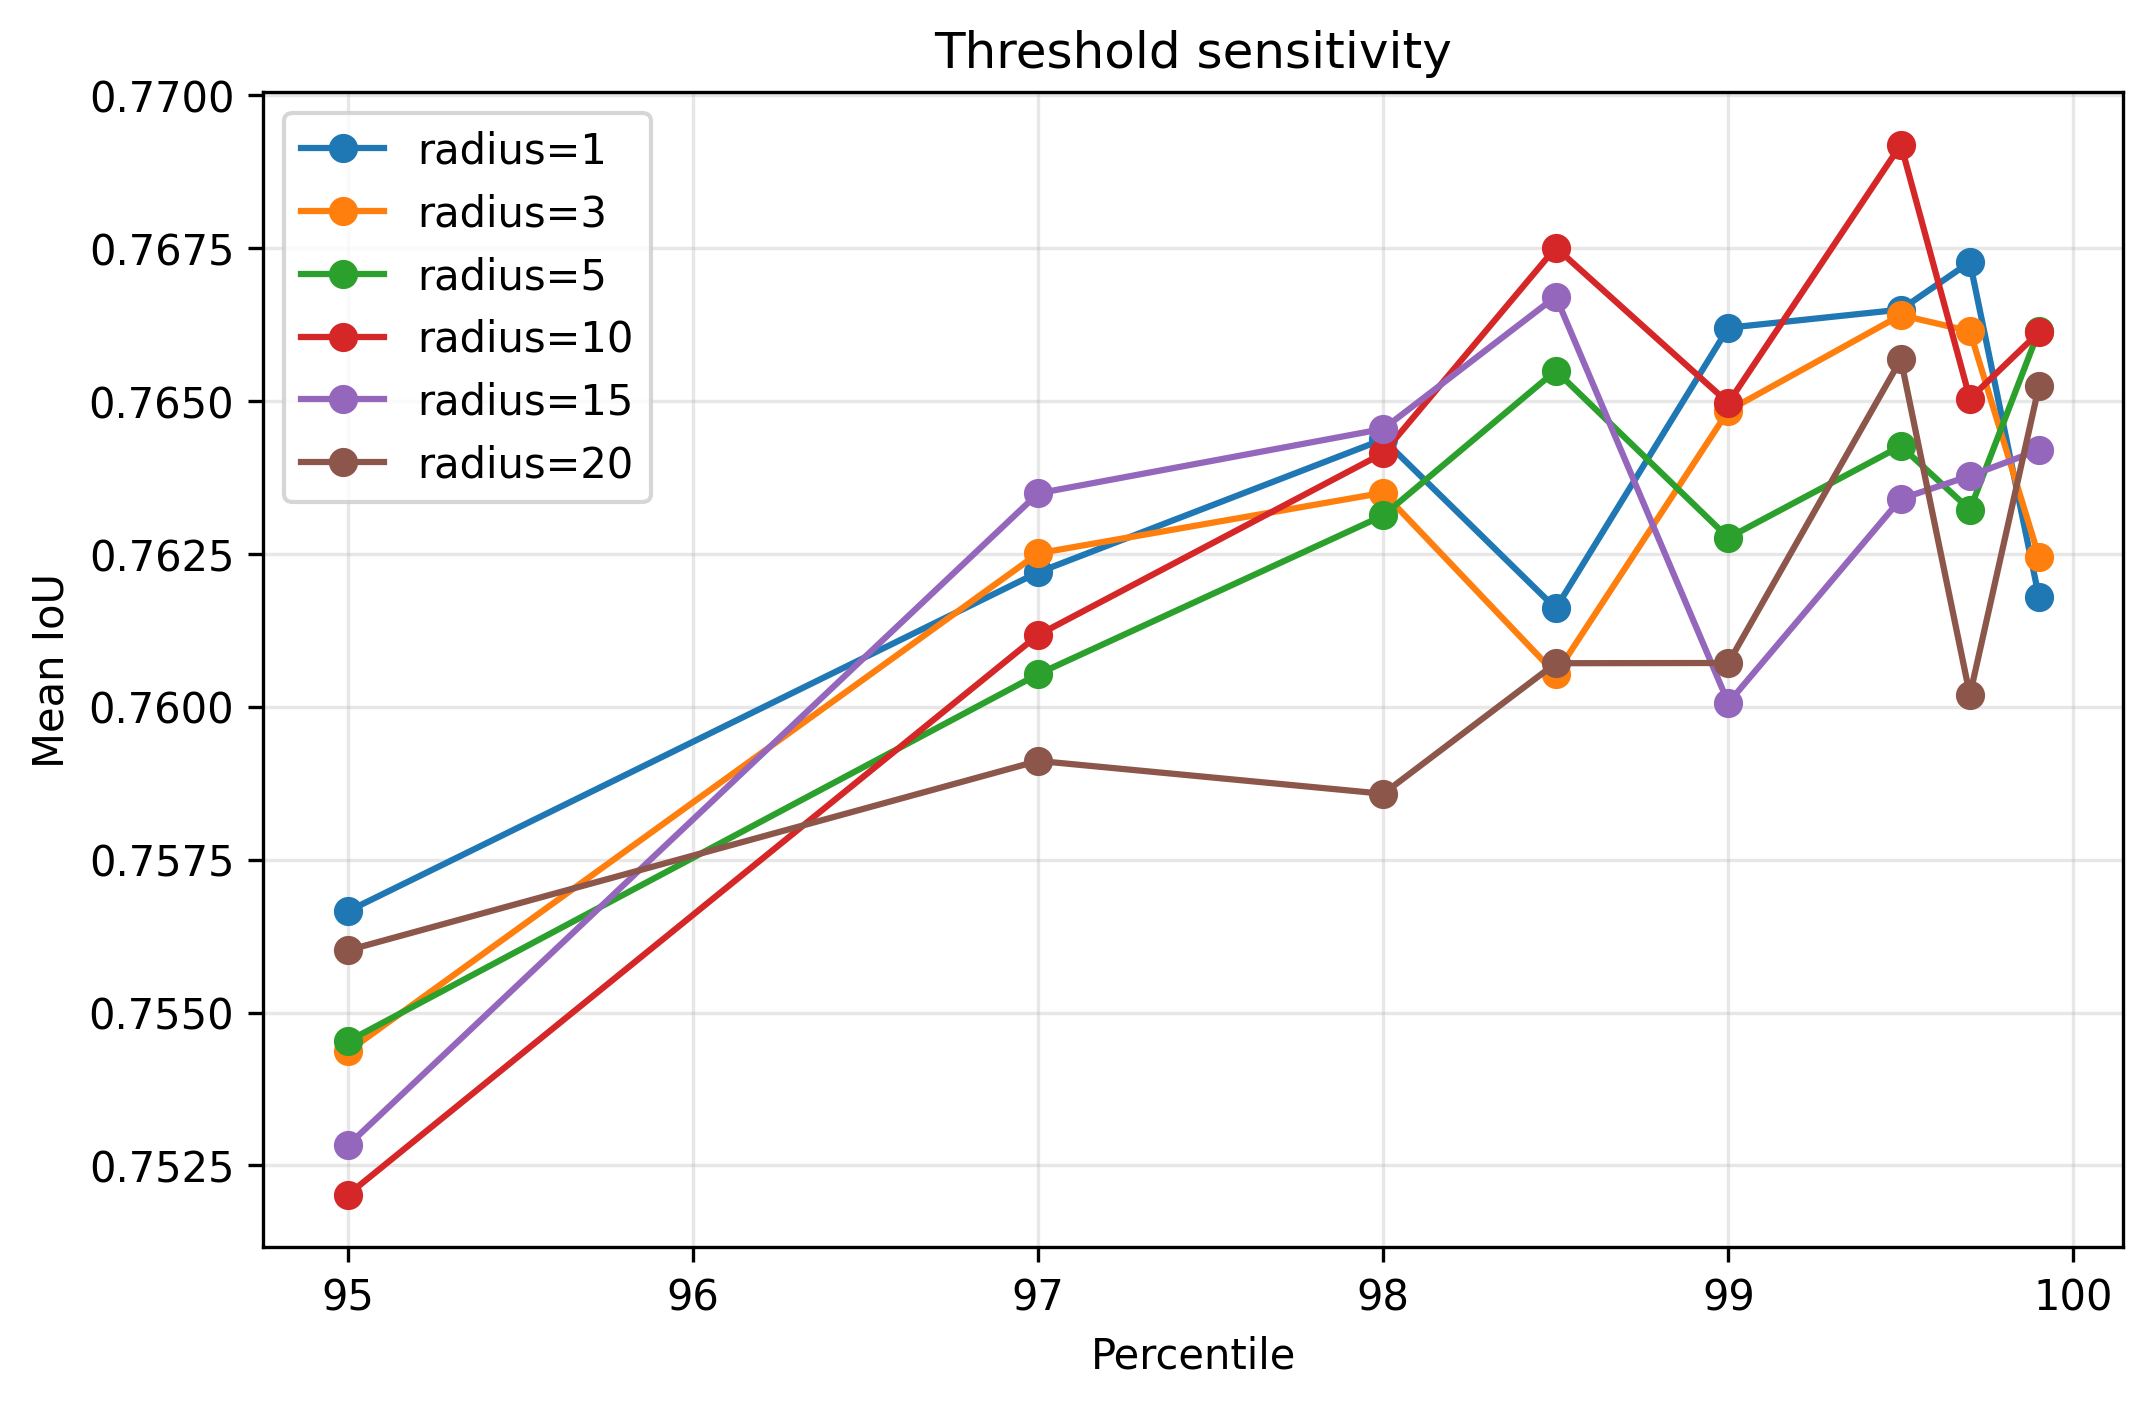 Threshold sensitivity
0.7700
0.7675
0.7650
0.7625
0.7600
0.7575
0.7550
0.7525
Mean IoU
radius=1
radius=3
radius=5
radius=10
radius=15
radius=20
95 96 97 98 99 100
Percentile